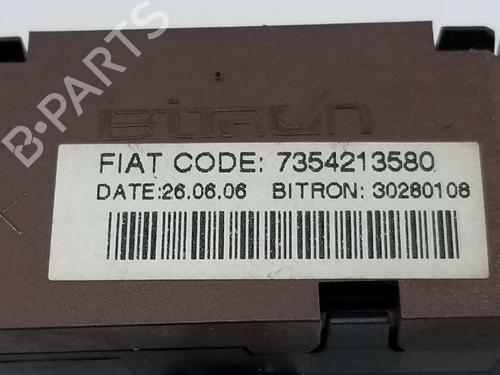 BiTRon
FIAT CODE: 7354213580
DATE:26.06.06 BITRON: 30280108
B-Parts